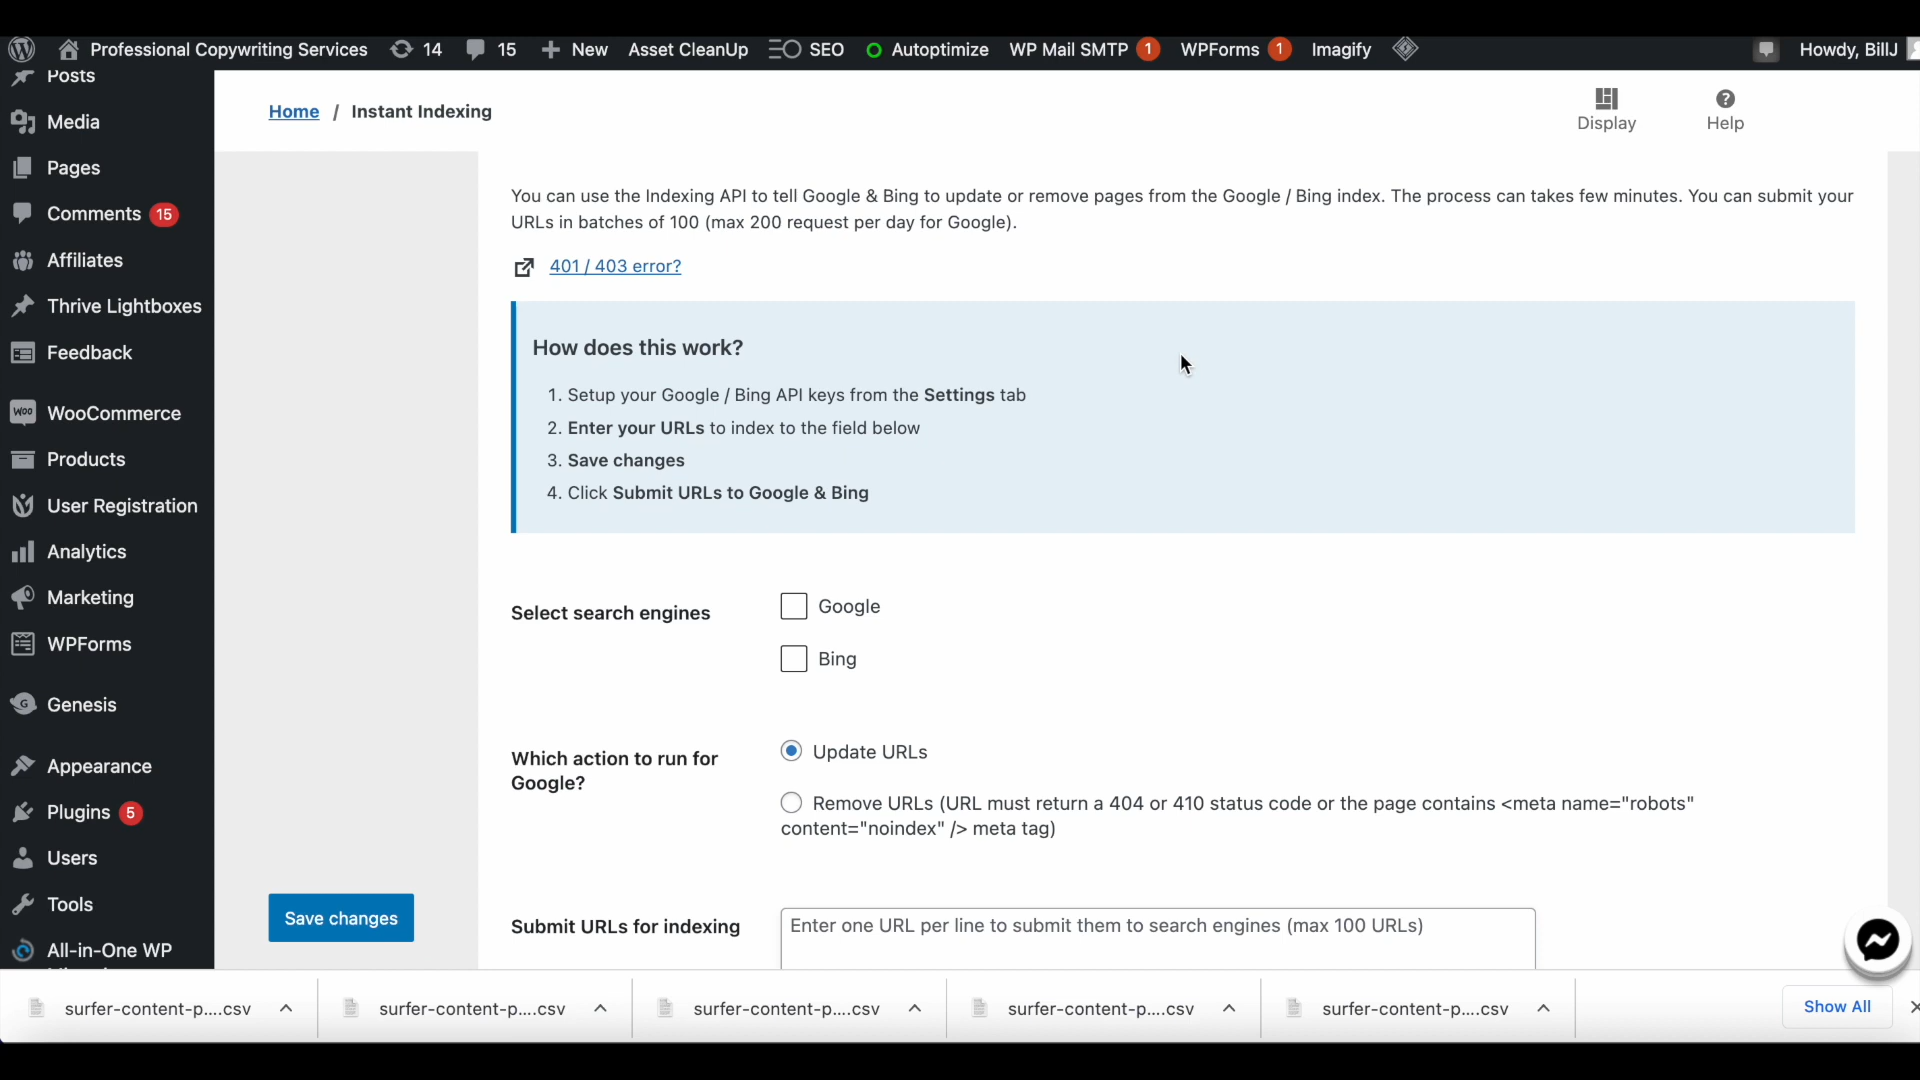 Professional Copywriting Services 14 15 New Asset CleanUp SEO Autoptimize WP Mail SMTP 1 WPForms 1 Imagify Howdy, BillJ
Posts
Media
Pages
Comments 15
Affiliates
Thrive Lightboxes
Feedback
WooCommerce
Products
User Registration
Analytics
Marketing
WPForms
Genesis
Appearance
Plugins 5
Users
Tools
All-in-One WP
Home / Instant Indexing
Display
Help
You can use the Indexing API to tell Google & Bing to update or remove pages from the Google / Bing index. The process can takes few minutes. You can submit your
URLs in batches of 100 (max 200 request per day for Google).
401 / 403 error?
How does this work?
1. Setup your Google / Bing API keys from the Settings tab
2. Enter your URLs to index to the field below
3. Save changes
4. Click Submit URLs to Google & Bing
Select search engines
Google
Bing
Which action to run for
Google?
Update URLs
Remove URLs (URL must return a 404 or 410 status code or the page contains <meta name="robots"
content="noindex" /> meta tag)
Save changes
Submit URLs for indexing
Enter one URL per line to submit them to search engines (max 100 URLs)
surfer-content-p....csv surfer-content-p....csv surfer-content-p....csv surfer-content-p....csv surfer-content-p....csv Show All